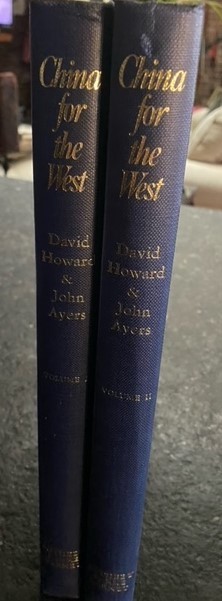 China
for
the
West
David
Howard
&
John
Ayers
VOLUME
China
for
the
West
David
Howard
&
John
Ayers
VOLUME II